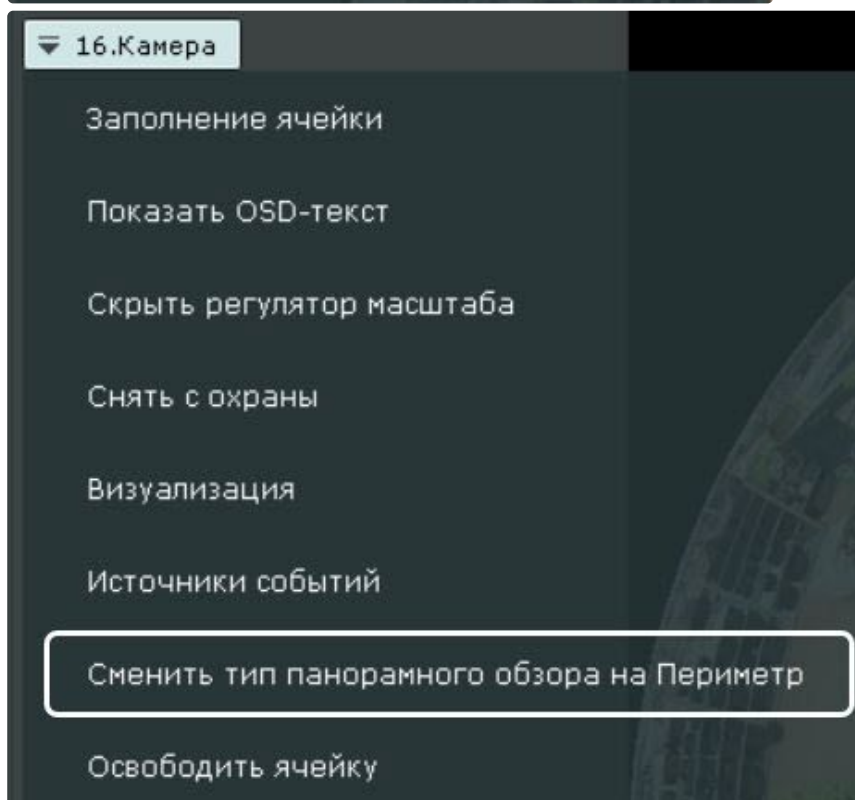 16.Камера
Заполнение ячейки
Показать OSD-текст
Скрыть регулятор масштаба
Снять с охраны
Визуализация
Источники событий
Сменить тип панорамного обзора на Периметр
Освободить ячейку